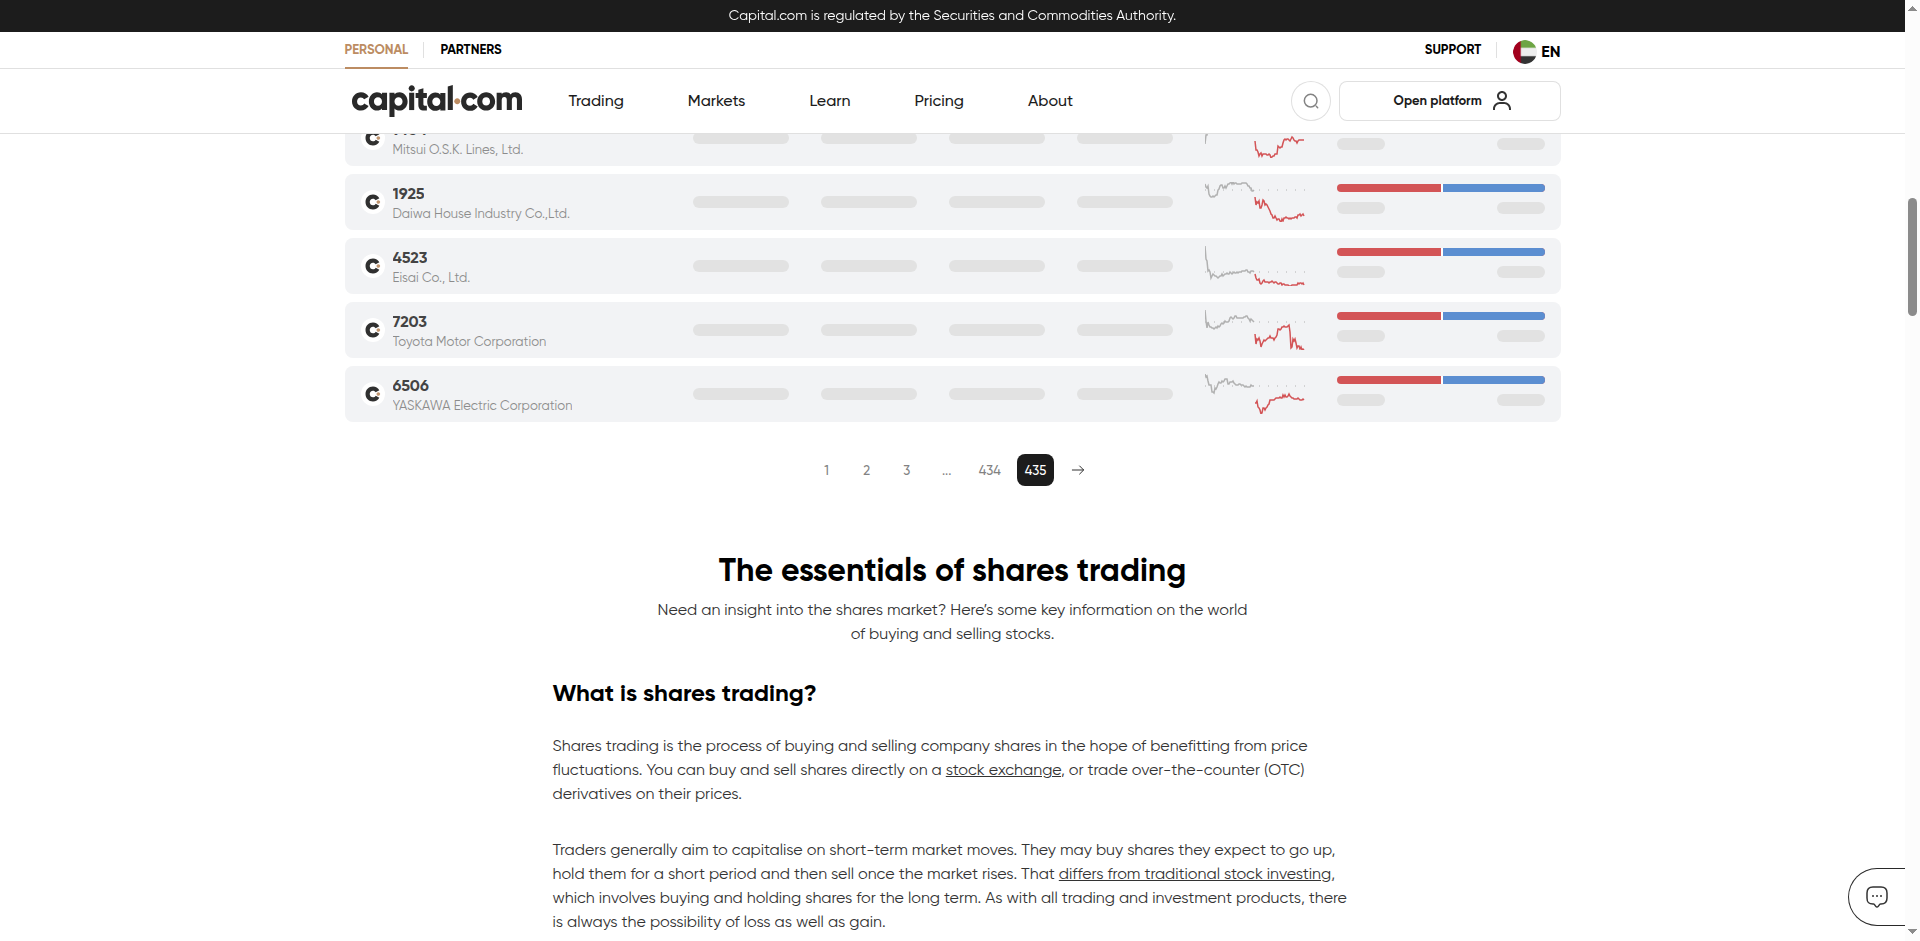 Capital.com is regulated by the Securities and Commodities Authority.
PERSONAL PARTNERS SUPPORT EN
capital.com Trading Markets Learn Pricing About Open platform
Mitsui O.S.K. Lines, Ltd.
1925
Daiwa House Industry Co.,Ltd.
4523
Eisai Co., Ltd.
7203
Toyota Motor Corporation
6506
YASKAWA Electric Corporation
1 2 3 ... 434 435
The essentials of shares trading
Need an insight into the shares market? Here’s some key information on the world
of buying and selling stocks.
What is shares trading?
Shares trading is the process of buying and selling company shares in the hope of benefitting from price
fluctuations. You can buy and sell shares directly on a stock exchange, or trade over-the-counter (OTC)
derivatives on their prices.
Traders generally aim to capitalise on short-term market moves. They may buy shares they expect to go up,
hold them for a short period and then sell once the market rises. That differs from traditional stock investing,
which involves buying and holding shares for the long term. As with all trading and investment products, there
is always the possibility of loss as well as gain.